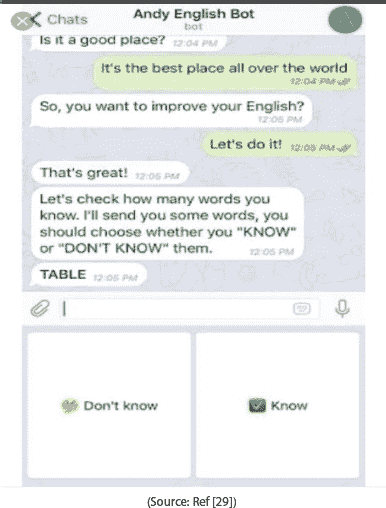 Chats
Andy English Bot
bot
Is it a good place? 12:04 PM
It's the best place all over the world
12:04 PM
So, you want to improve your English?
12:05 PM
Let's do it! 12:05 PM
That's great! 12:05 PM
Let's check how many words you
know. I'll send you some words, you
should choose whether you "KNOW"
or "DON'T KNOW" them. 12:05 PM
TABLE 12:05 PM
Don't know
Know
(Source: Ref [29])